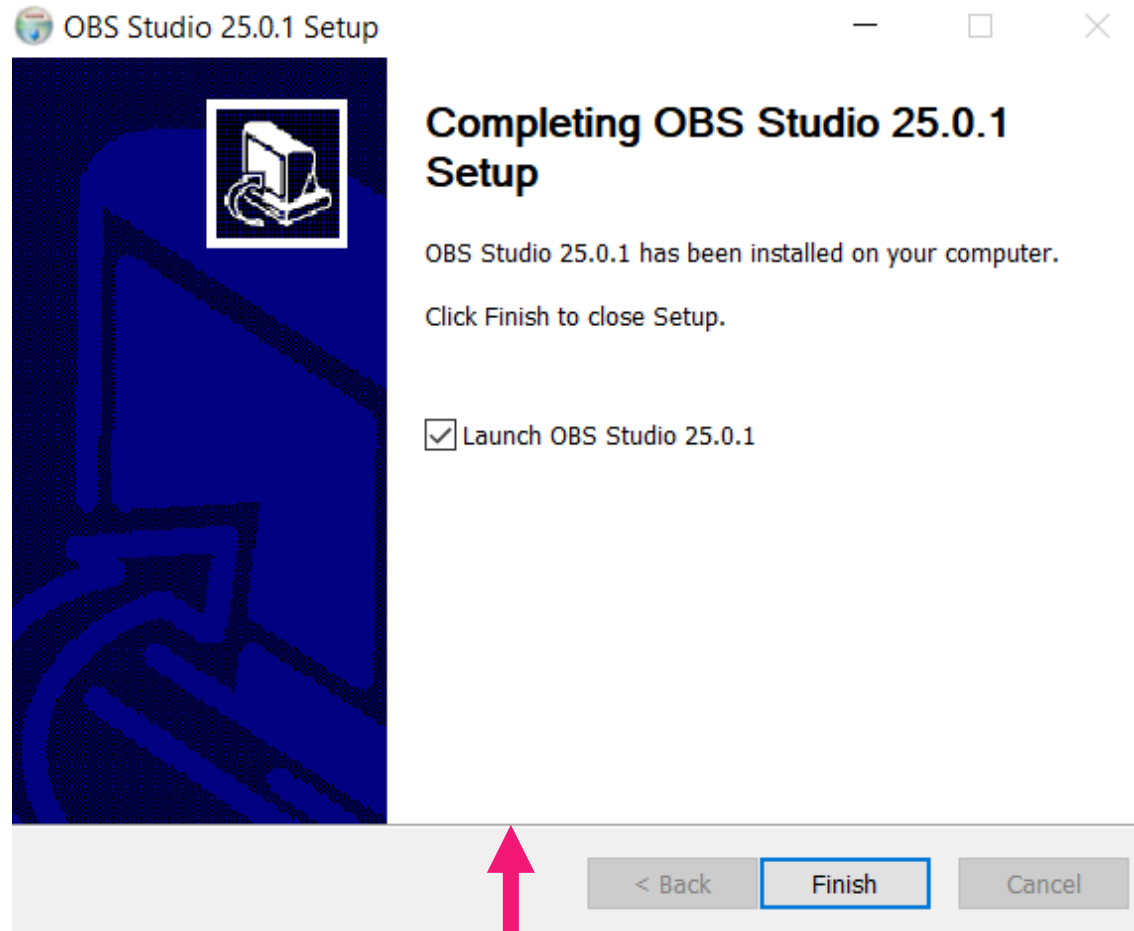 OBS Studio 25.0.1 Setup
Completing OBS Studio 25.0.1
Setup
OBS Studio 25.0.1 has been installed on your computer.
Click Finish to close Setup.
Launch OBS Studio 25.0.1
< Back
Finish
Cancel